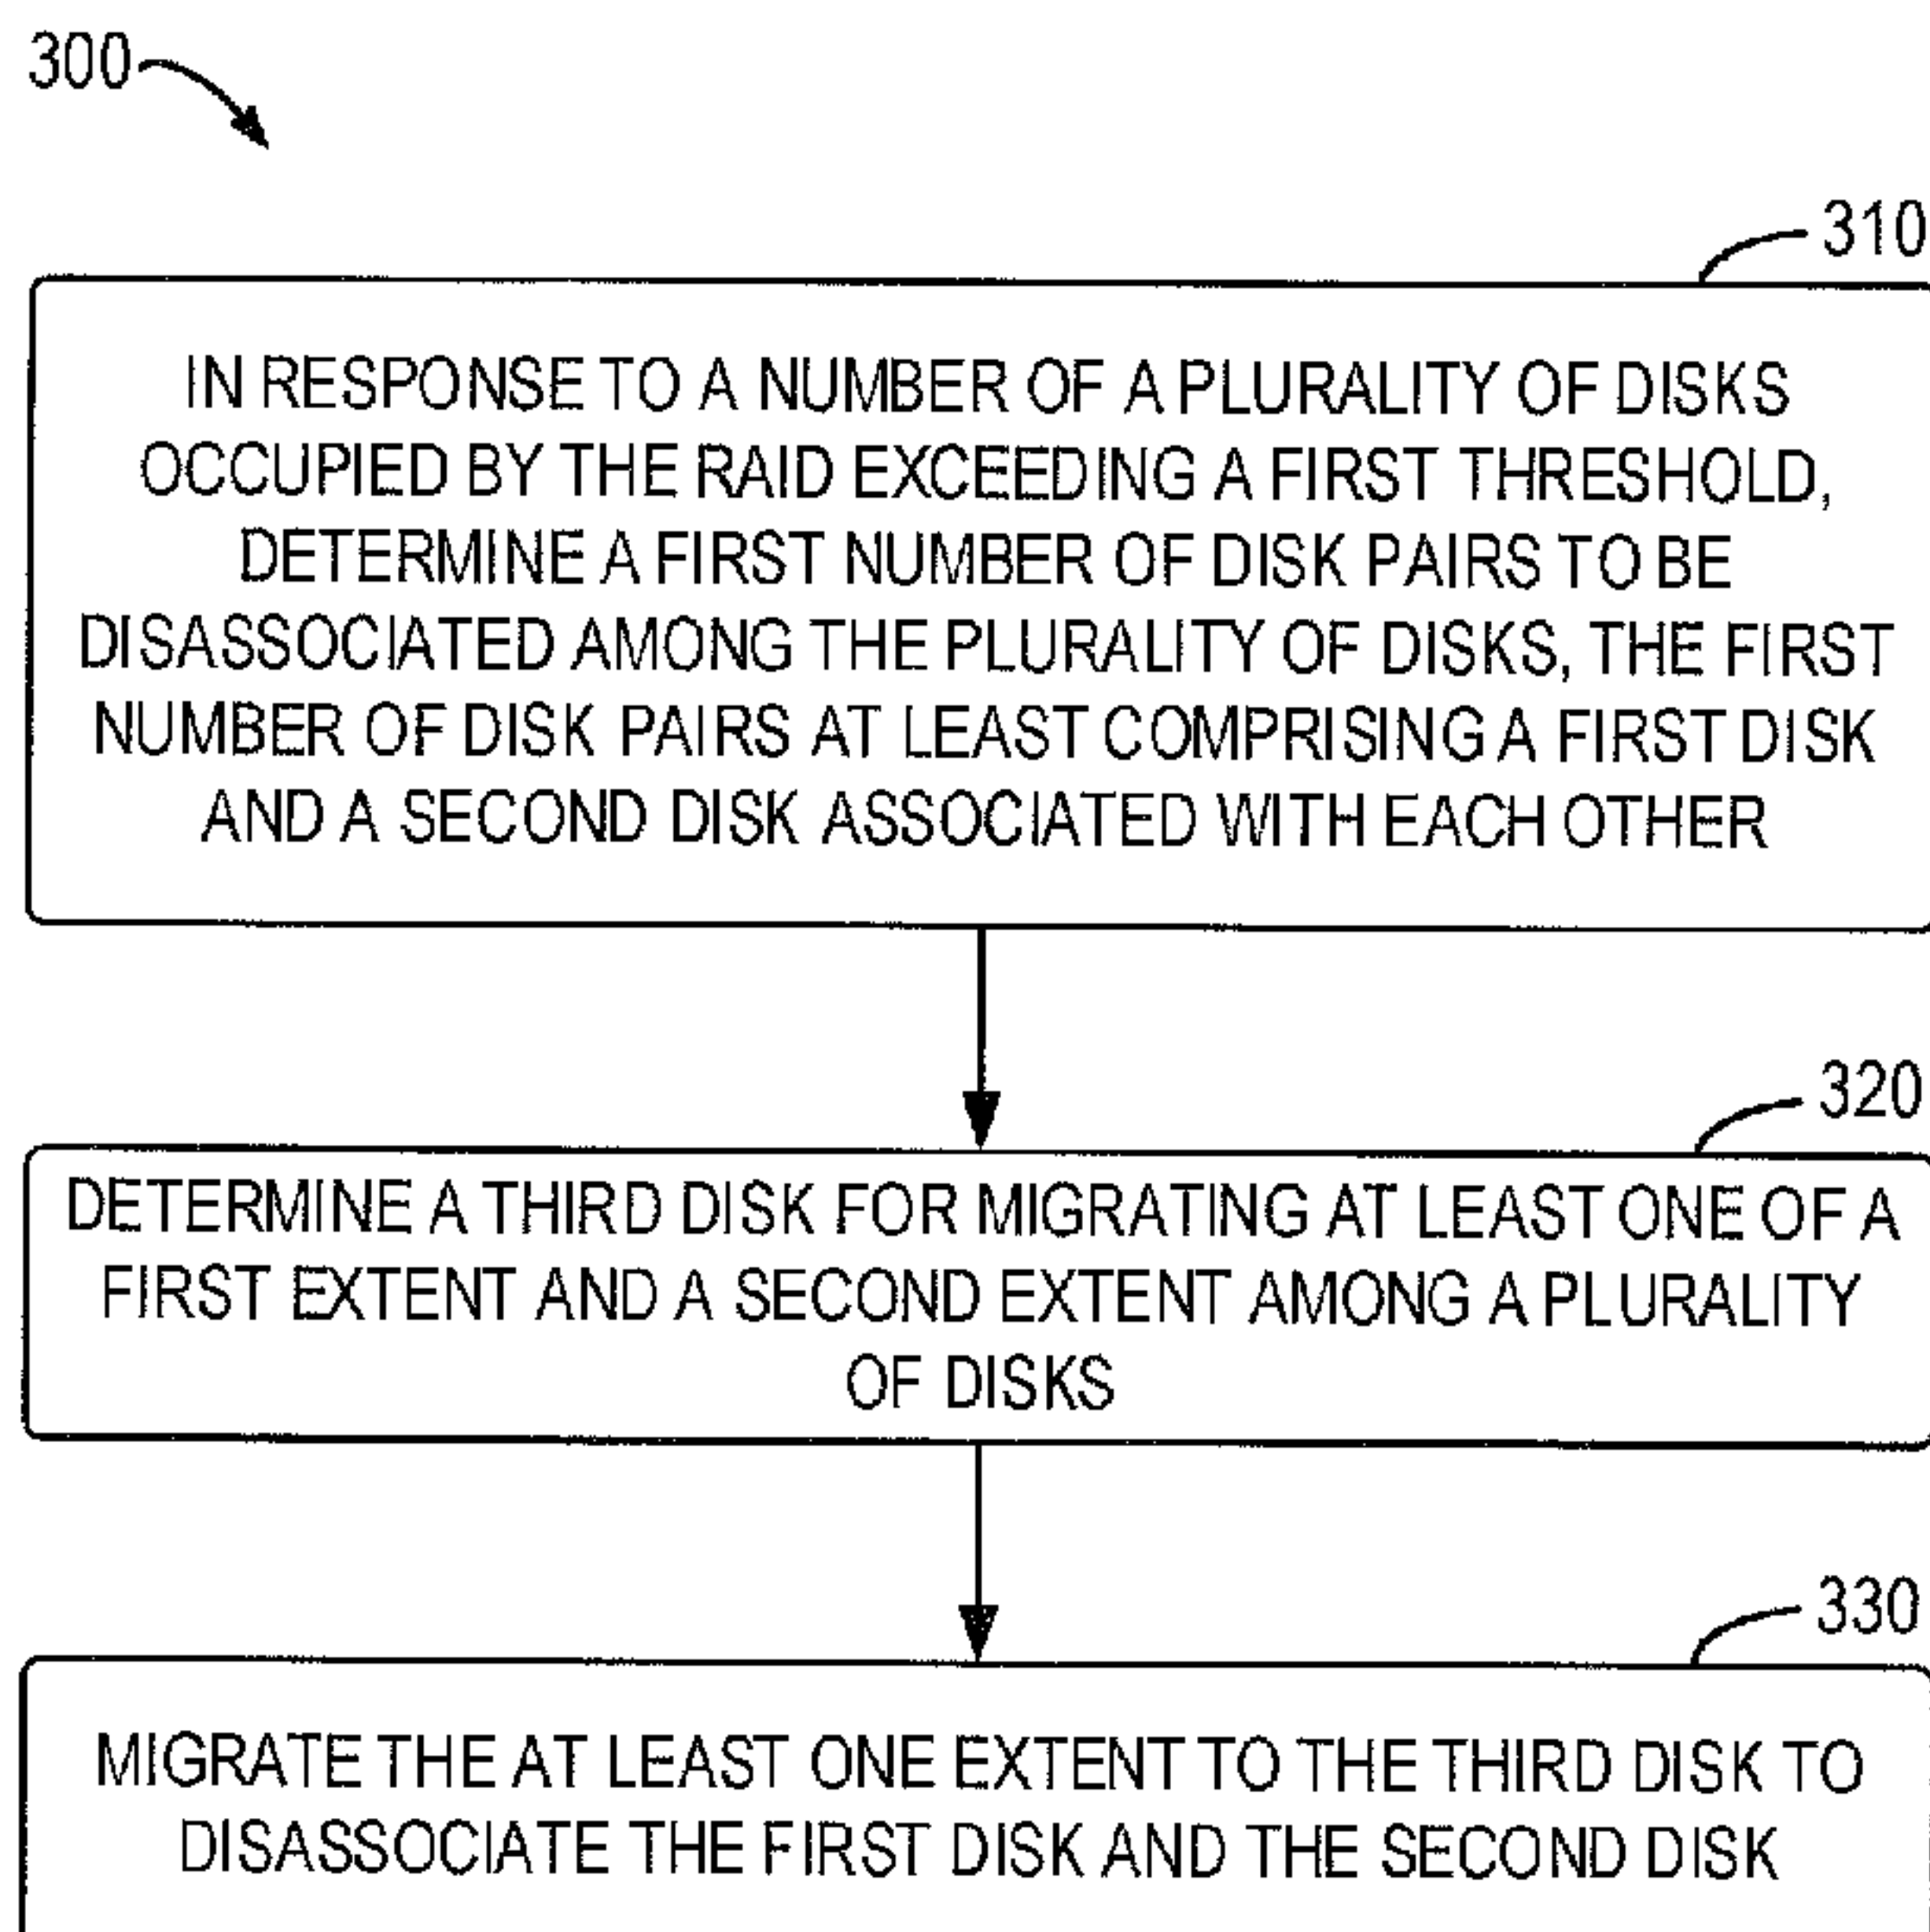 300
310
IN RESPONSE TO A NUMBER OF A PLURALITY OF DISKS
OCCUPIED BY THE RAID EXCEEDING A FIRST THRESHOLD,
DETERMINE A FIRST NUMBER OF DISK PAIRS TO BE
DISASSOCIATED AMONG THE PLURALITY OF DISKS, THE FIRST
NUMBER OF DISK PAIRS AT LEAST COMPRISING A FIRST DISK
AND A SECOND DISK ASSOCIATED WITH EACH OTHER
320
DETERMINE A THIRD DISK FOR MIGRATING AT LEAST ONE OF A
FIRST EXTENT AND A SECOND EXTENT AMONG A PLURALITY
OF DISKS
330
MIGRATE THE AT LEAST ONE EXTENT TO THE THIRD DISK TO
DISASSOCIATE THE FIRST DISK AND THE SECOND DISK